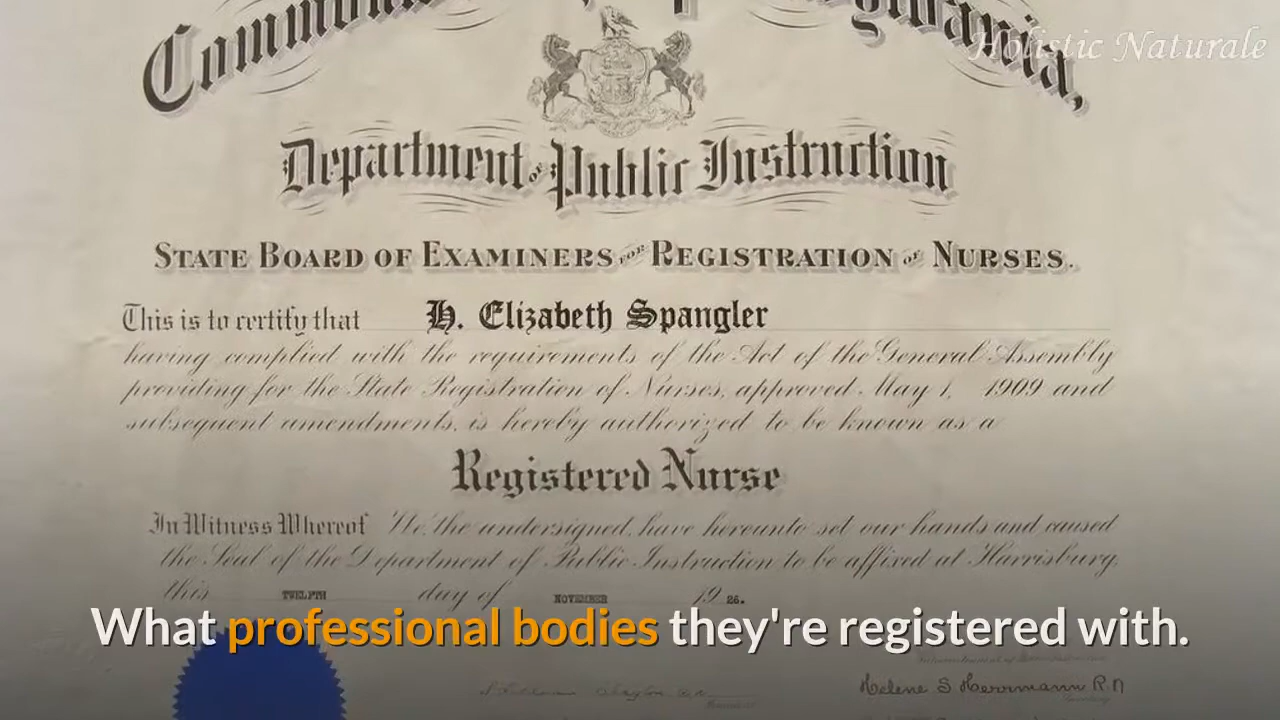 Holistic Naturale
Department of Public Instruction
STATE BOARD OF EXAMINERS FOR REGISTRATION OF NURSES.
This is to certify that H. Elizabeth Spangler
having complied with the requirements of the Act of the General Assembly
providing for the State Registration of Nurses, approved May 1, 1909 and
subsequent amendments, is hereby authorized to be known as a
Registered Nurse
In Witness Whereof We, the undersigned, have hereunto set our hands and caused
the Seal of the Department of Public Instruction to be affixed at Harrisburg,
this TWELFTH day of NOVEMBER 19 26.
What professional bodies they're registered with.
Helene S Herrmann R.N